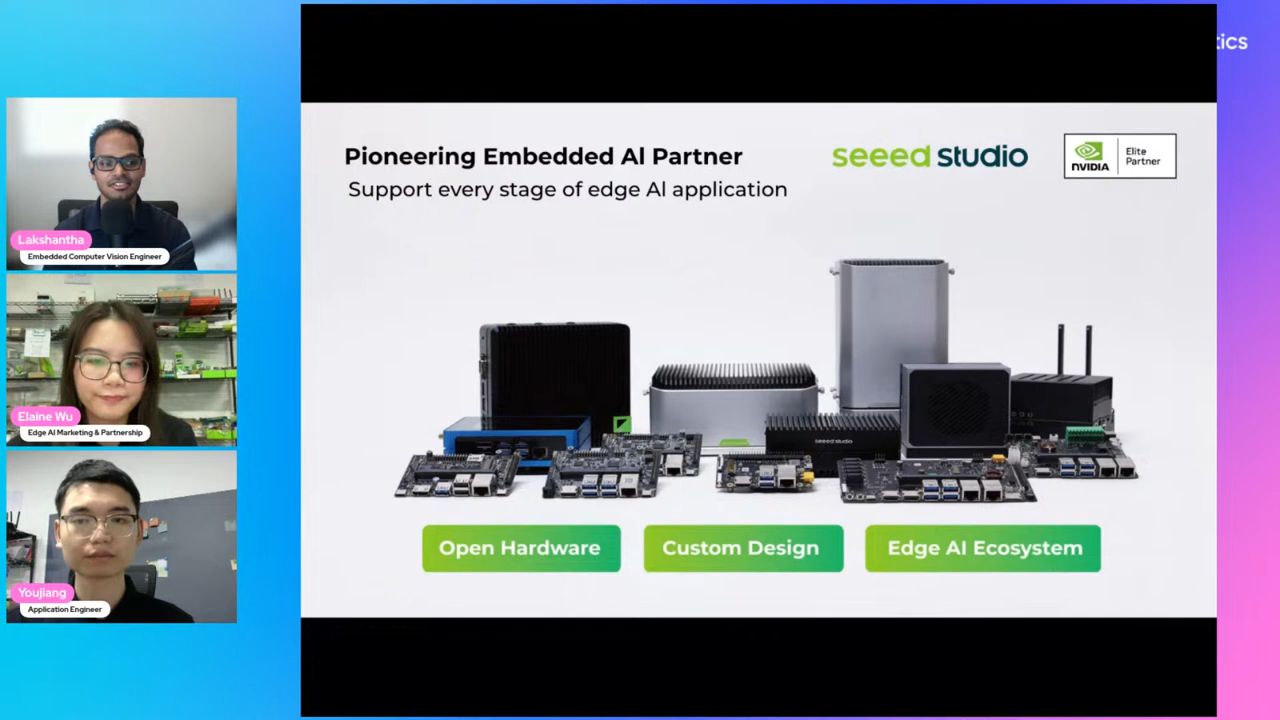 tics
Lakshantha
Embedded Computer Vision Engineer
Elaine Wu
Edge AI Marketing & Partnership
Youjiang
Application Engineer
Pioneering Embedded AI Partner
Support every stage of edge AI application
seeed studio
NVIDIA
Elite
Partner
seeed studio
Open Hardware
Custom Design
Edge AI Ecosystem